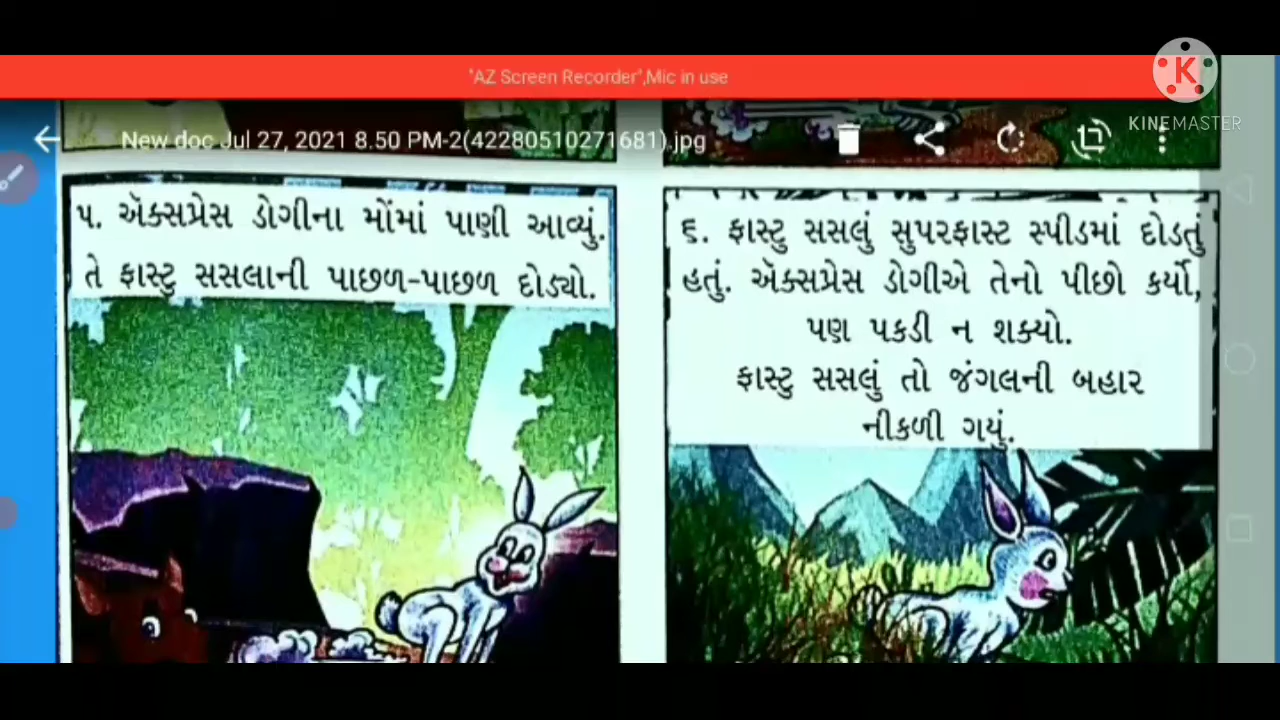 "AZ Screen Recorder",Mic in use
KINEMASTER
New doc Jul 27, 2021 8.50 PM-2(42280510271681).jpg
૫. ઍક્સપ્રેસ ડોગીના મોંમાં પાણી આવ્યું.
તે ફાસ્ટુ સસલાની પાછળ-પાછળ દોડ્યો.
૬. ફાસ્ટુ સસલું સુપરફાસ્ટ સ્પીડમાં દોડતું
હતું. ઍક્સપ્રેસ ડોગીએ તેનો પીછો કર્યો,
પણ પકડી ન શક્યો.
ફાસ્ટુ સસલું તો જંગલની બહાર
નીકળી ગયું.